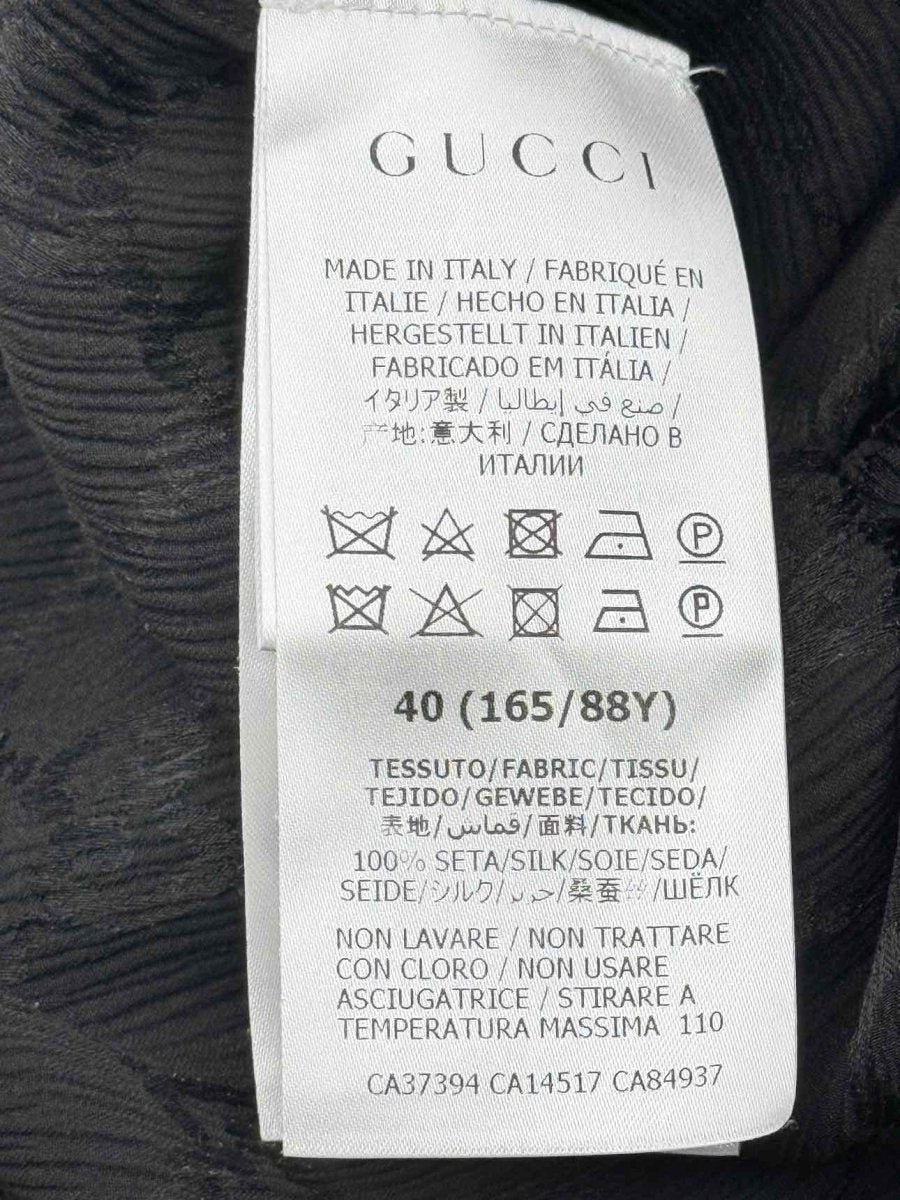 GUCCI
MADE IN ITALY / FABRIQUÉ EN
ITALIE / HECHO EN ITALIA /
HERGESTELLT IN ITALIEN /
FABRICADO EM ITÁLIA /
イタリア製 / صنع في إيطاليا /
产地:意大利 / СДЕЛАНО В
ИТАЛИИ
P
P
40 (165/88Y)
TESSUTO/FABRIC/TISSU/
TEJIDO/GEWEBE/TECIDO/
表地/قماس/面料/ТКАНЬ:
100% SETA/SILK/SOIE/SEDA/
SEIDE/シルク/桑蚕/ШЁЛК
NON LAVARE / NON TRATTARE
CON CLORO / NON USARE
ASCIUGATRICE / STIRARE A
TEMPERATURA MASSIMA 110
CA37394 CA14517 CA84937